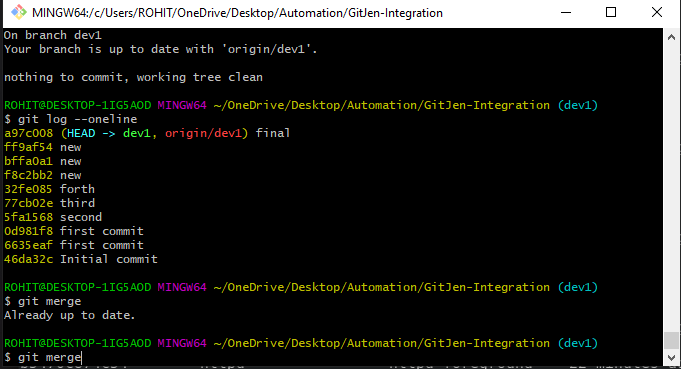 MINGW64:/c/Users/ROHIT/OneDrive/Desktop/Automation/GitJen-Integration
On branch dev1
Your branch is up to date with 'origin/dev1'.
nothing to commit, working tree clean
ROHIT@DESKTOP-1IG5AOD MINGW64 ~/OneDrive/Desktop/Automation/GitJen-Integration (dev1)
$ git log --oneline
a97c008 (HEAD -> dev1, origin/dev1) final
ff9af54 new
bffa0a1 new
f8c2bb2 new
32fe085 forth
77cb02e third
5fa1568 second
0d981f8 first commit
6635eaf first commit
46da32c Initial commit
ROHIT@DESKTOP-1IG5AOD MINGW64 ~/OneDrive/Desktop/Automation/GitJen-Integration (dev1)
$ git merge
Already up to date.
ROHIT@DESKTOP-1IG5AOD MINGW64 ~/OneDrive/Desktop/Automation/GitJen-Integration (dev1)
$ git merge